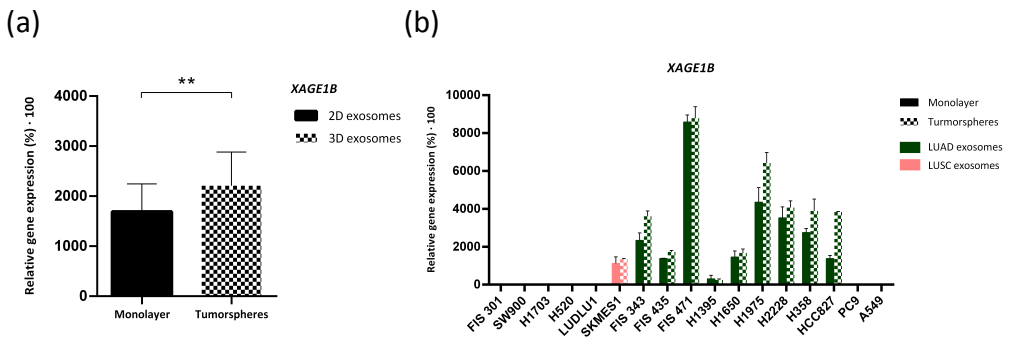 (a)
**
XAGE1B
2D exosomes
3D exosomes
Relative gene expression (%) · 100
4000
3000
2000
1000
0
Monolayer
Tumorspheres
(b)
XAGE1B
Monolayer
Turmorspheres
LUAD exosomes
LUSC exosomes
Relative gene expression (%) · 100
10000
8000
6000
4000
2000
0
FIS 301
SW900
H1703
H520
LUDLU1
SKMES1
FIS 343
FIS 435
FIS 471
H1395
H1650
H1975
H2228
H358
HCC827
PC9
A549